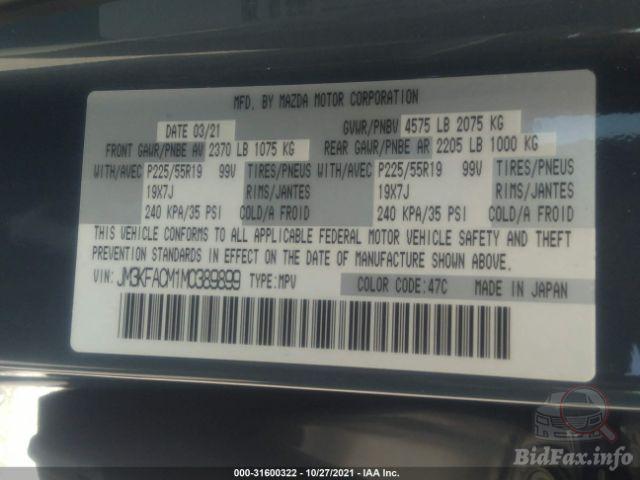 MFD. BY MAZDA MOTOR CORPORATION
DATE 03/21 GVWR/PNBV 4575 LB 2075 KG
FRONT GAWR/PNBE AV 2370 LB 1075 KG REAR GAWR/PNBE AR 2205 LB 1000 KG
WITH/AVEC P225/55R19 99V TIRES/PNEUS WITH/AVEC P225/55R19 99V TIRES/PNEUS
19X7J RIMS/JANTES 19X7J RIMS/JANTES
240 KPA/35 PSI COLD/A FROID 240 KPA/35 PSI COLD/A FROID
THIS VEHICLE CONFORMS TO ALL APPLICABLE FEDERAL MOTOR VEHICLE SAFETY AND THEFT
PREVENTION STANDARDS IN EFFECT ON THE DATE OF MANUFACTURE SHOWN ABOVE.
VIN: JM3KFACM1M0389899 TYPE: MPV COLOR CODE: 47C MADE IN JAPAN
BidFax.info
000-31600322 - 10/27/2021 - IAA Inc.